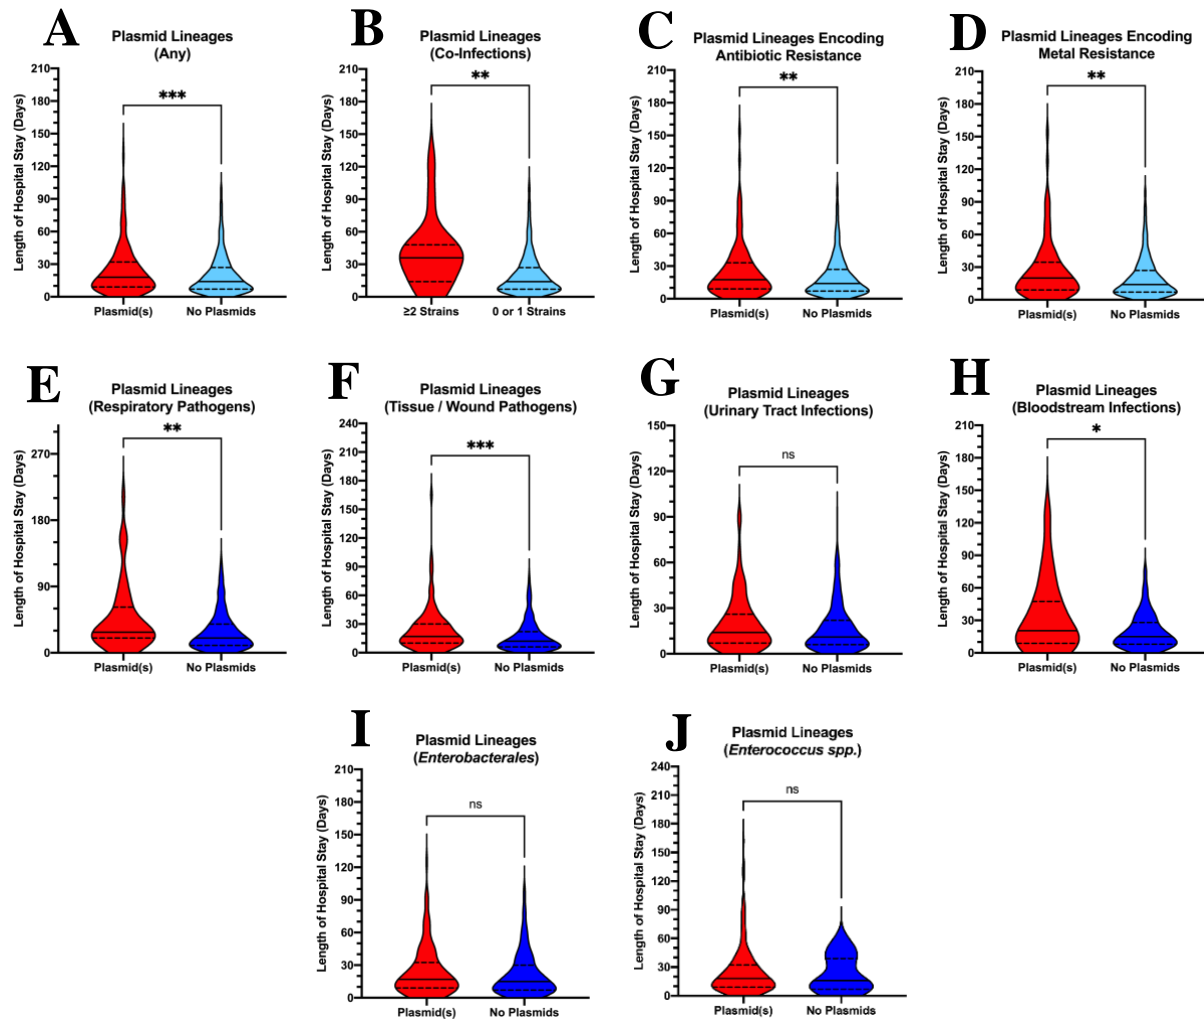 A
Plasmid Lineages
(Any)
Length of Hospital Stay (Days)
210
180
150
120
90
60
30
0
***
Plasmid(s)
No Plasmids
B
Plasmid Lineages
(Co-Infections)
Length of Hospital Stay (Days)
210
180
150
120
90
60
30
0
**
≥2 Strains
0 or 1 Strains
C
Plasmid Lineages Encoding
Antibiotic Resistance
Length of Hospital Stay (Days)
210
180
150
120
90
60
30
0
**
Plasmid(s)
No Plasmids
D
Plasmid Lineages Encoding
Metal Resistance
Length of Hospital Stay (Days)
210
180
150
120
90
60
30
0
**
Plasmid(s)
No Plasmids
E
Plasmid Lineages
(Respiratory Pathogens)
Length of Hospital Stay (Days)
270
180
90
0
**
Plasmid(s)
No Plasmids
F
Plasmid Lineages
(Tissue / Wound Pathogens)
Length of Hospital Stay (Days)
240
210
180
150
120
90
60
30
0
***
Plasmid(s)
No Plasmids
G
Plasmid Lineages
(Urinary Tract Infections)
Length of Hospital Stay (Days)
150
120
90
60
30
0
ns
Plasmid(s)
No Plasmids
H
Plasmid Lineages
(Bloodstream Infections)
Length of Hospital Stay (Days)
210
180
150
120
90
60
30
0
*
Plasmid(s)
No Plasmids
I
Plasmid Lineages
(Enterobacterales)
Length of Hospital Stay (Days)
210
180
150
120
90
60
30
0
ns
Plasmid(s)
No Plasmids
J
Plasmid Lineages
(Enterococcus spp.)
Length of Hospital Stay (Days)
240
210
180
150
120
90
60
30
0
ns
Plasmid(s)
No Plasmids